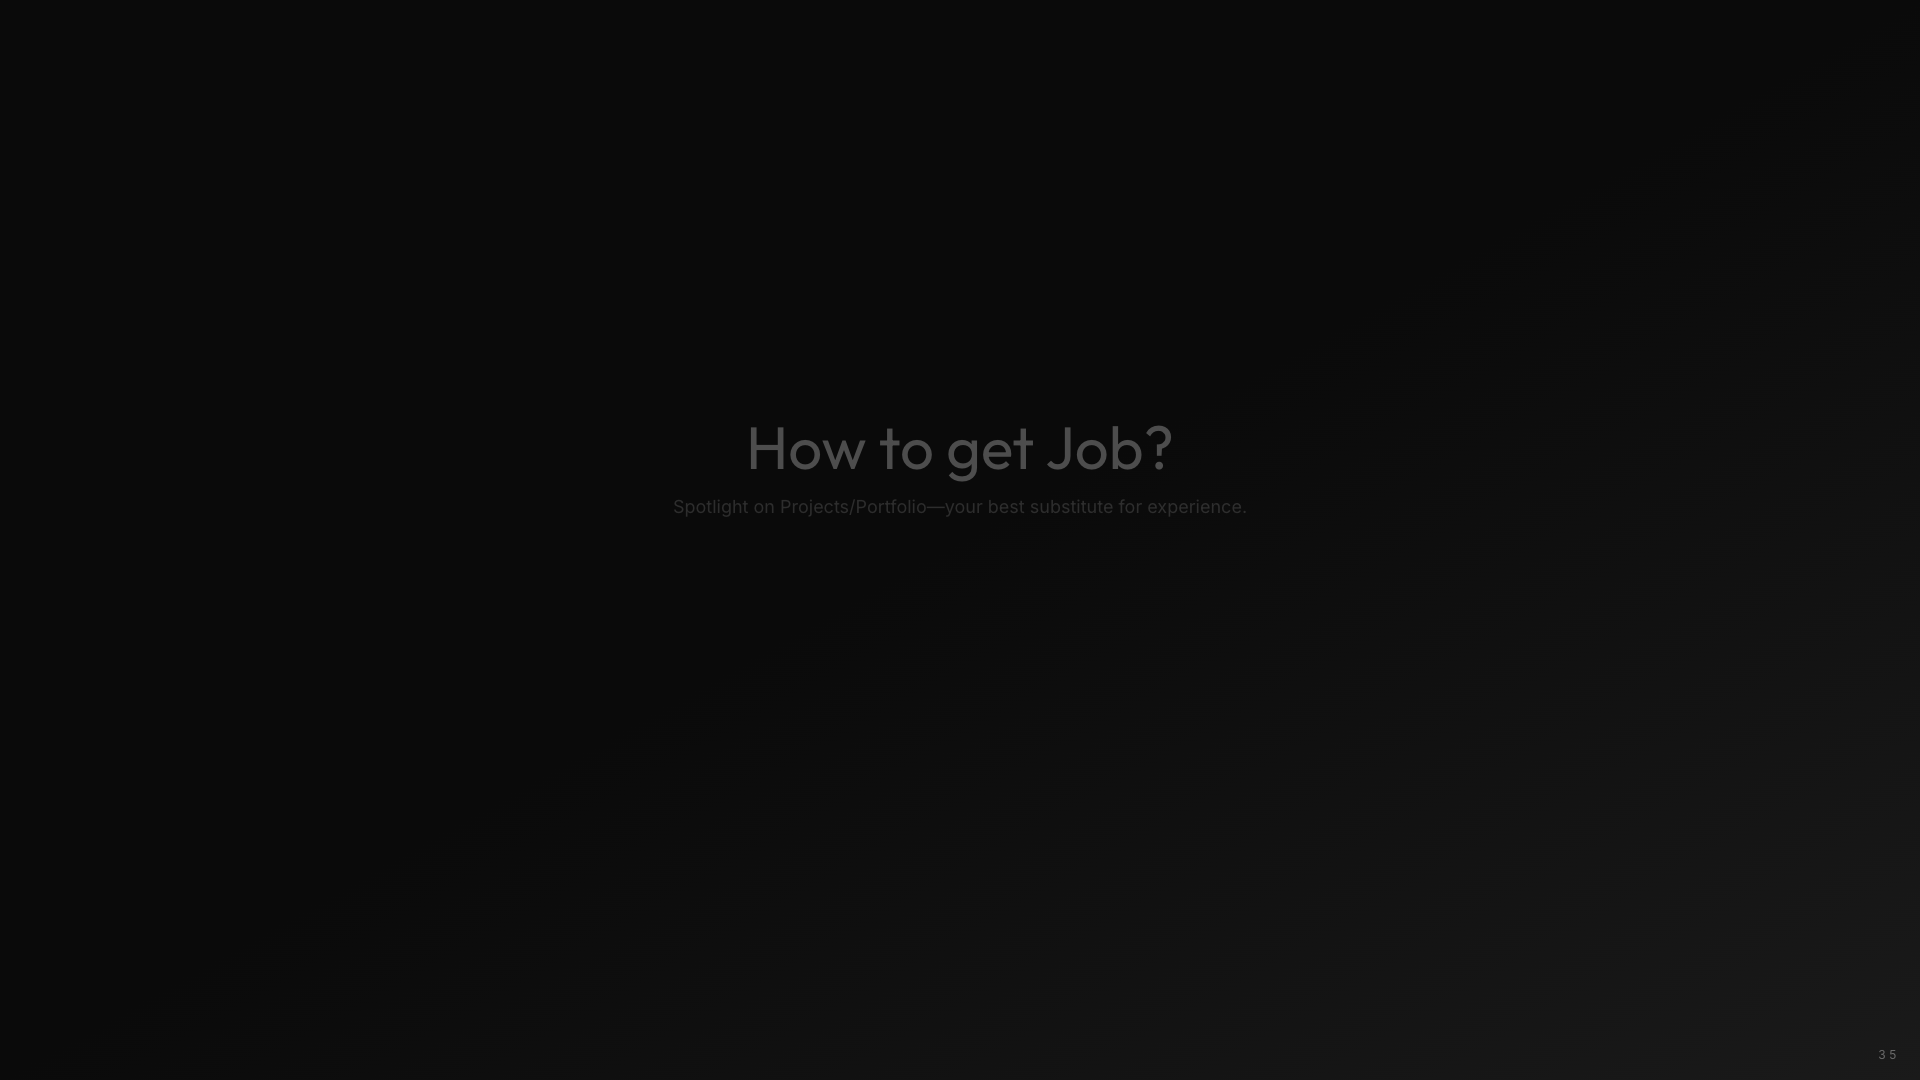 How to get Job?
Spotlight on Projects/Portfolio—your best substitute for experience.
35